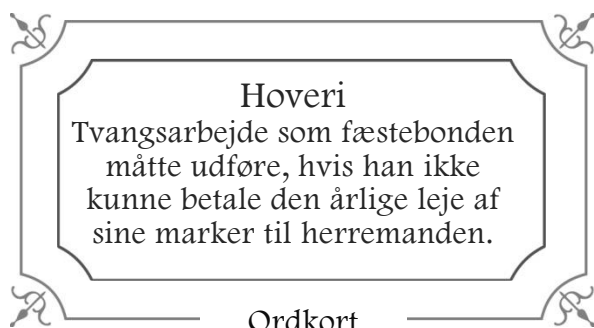 Hoveri
Tvangsarbejde som fæstebonden
måtte udføre, hvis han ikke
kunne betale den årlige leje af
sine marker til herremanden.
Ordkort